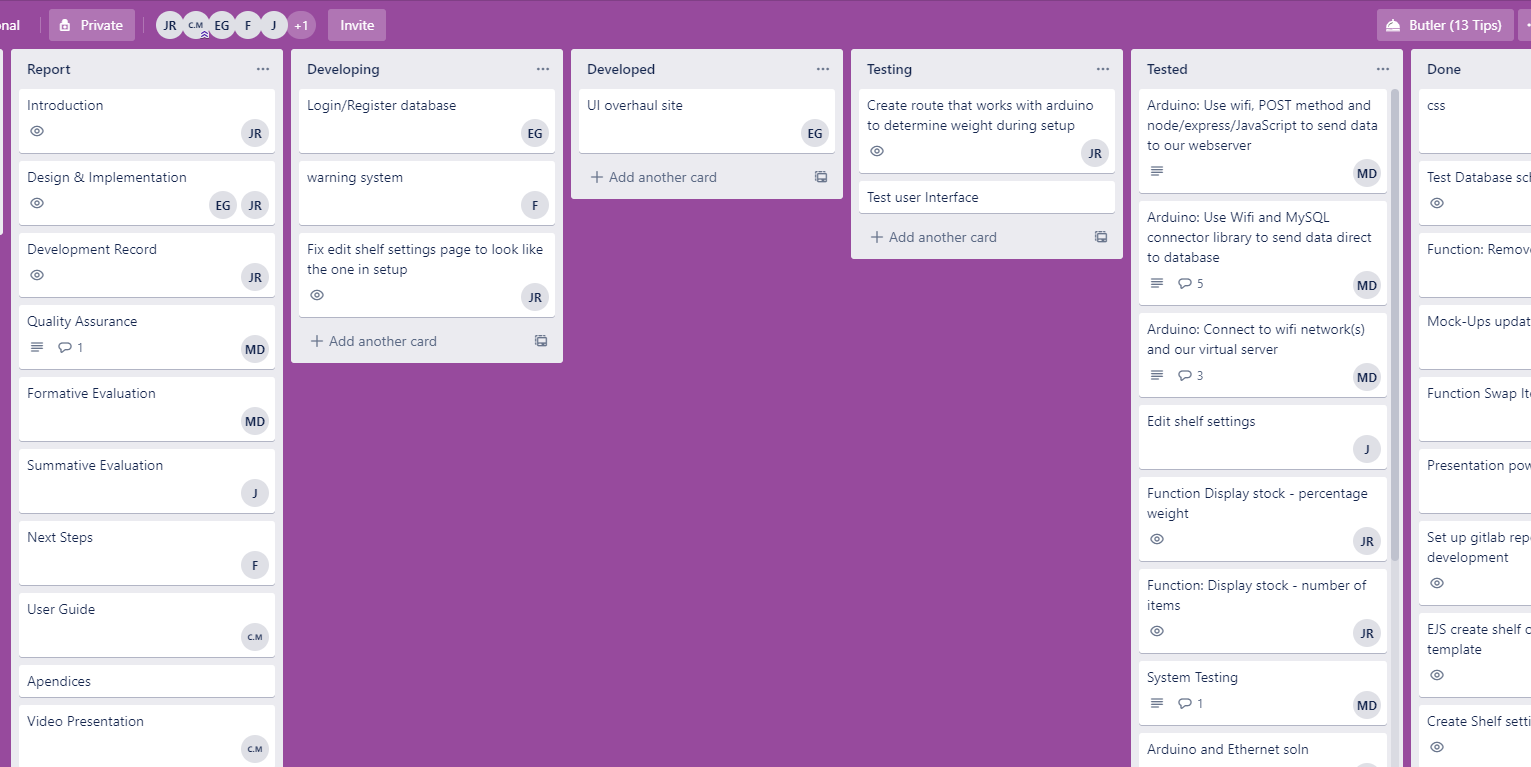 onal
Private
JR
C.M
EG
F
J
+1
Invite
Butler (13 Tips)
Report
Introduction
JR
Design & Implementation
EG JR
Development Record
JR
Quality Assurance
1
MD
Formative Evaluation
MD
Summative Evaluation
J
Next Steps
F
User Guide
C.M
Apendices
Video Presentation
C.M
Developing
Login/Register database
EG
warning system
F
Fix edit shelf settings page to look like
the one in setup
JR
+ Add another card
Developed
UI overhaul site
EG
+ Add another card
Testing
Create route that works with arduino
to determine weight during setup
JR
Test user Interface
+ Add another card
Tested
Arduino: Use wifi, POST method and
node/express/JavaScript to send data
to our webserver
MD
Arduino: Use Wifi and MySQL
connector library to send data direct
to database
5
MD
Arduino: Connect to wifi network(s)
and our virtual server
3
MD
Edit shelf settings
J
Function Display stock - percentage
weight
JR
Function: Display stock - number of
items
JR
System Testing
1
MD
Arduino and Ethernet soln
Done
css
Test Database sch
Function: Remov
Mock-Ups updat
Function Swap It
Presentation pow
Set up gitlab rep
development
EJS create shelf
template
Create Shelf setti